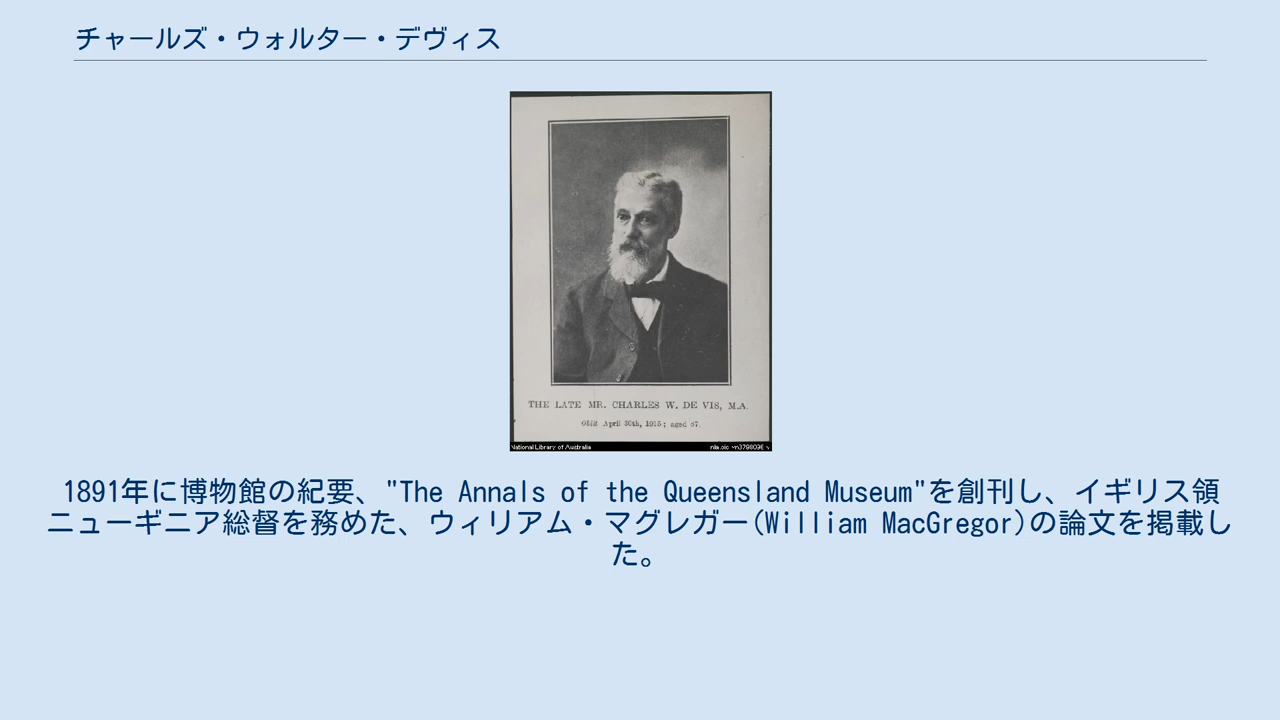 チャールズ・ウォルター・デヴィス
THE LATE MR. CHARLES W. DE VIS, M.A.
April 30th, 1915; aged
National Library of Australia
1891年に博物館の紀要、"The Annals of the Queensland Museum"を創刊し、イギリス領
ニューギニア総督を務めた、ウィリアム・マグレガー(William MacGregor)の論文を掲載し
た。